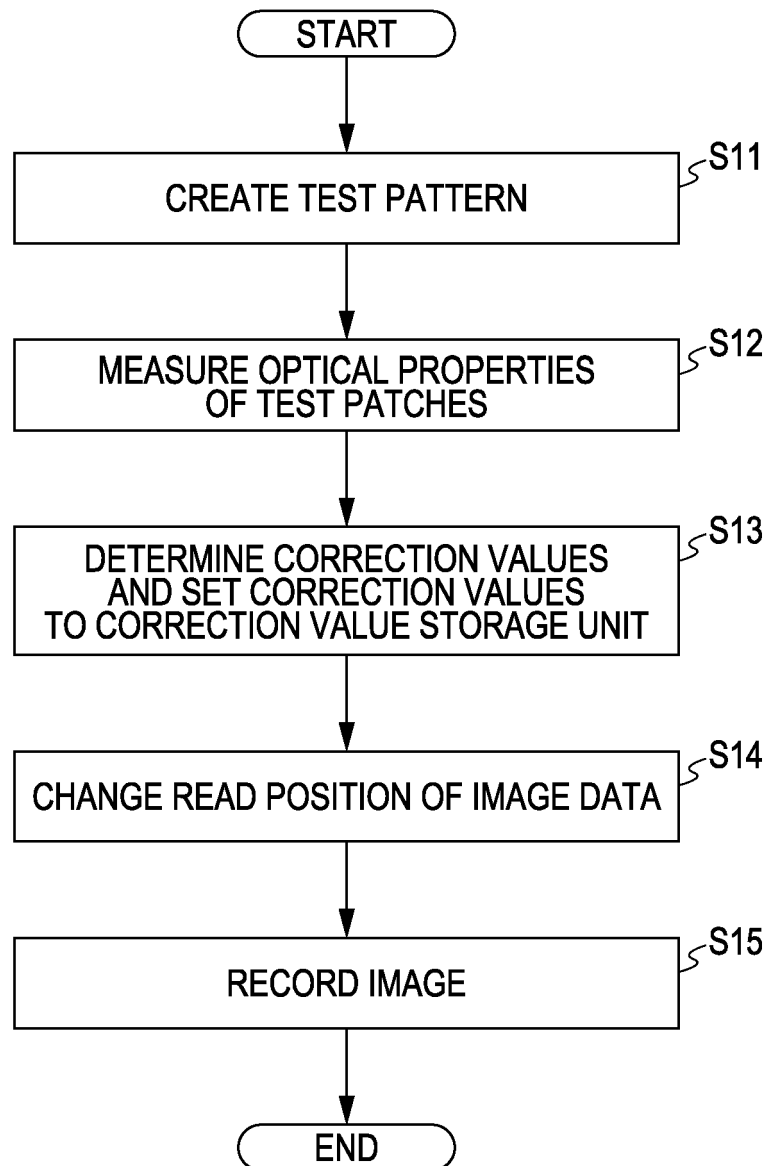 START
S11
CREATE TEST PATTERN
S12
MEASURE OPTICAL PROPERTIES
OF TEST PATCHES
S13
DETERMINE CORRECTION VALUES
AND SET CORRECTION VALUES
TO CORRECTION VALUE STORAGE UNIT
S14
CHANGE READ POSITION OF IMAGE DATA
S15
RECORD IMAGE
END